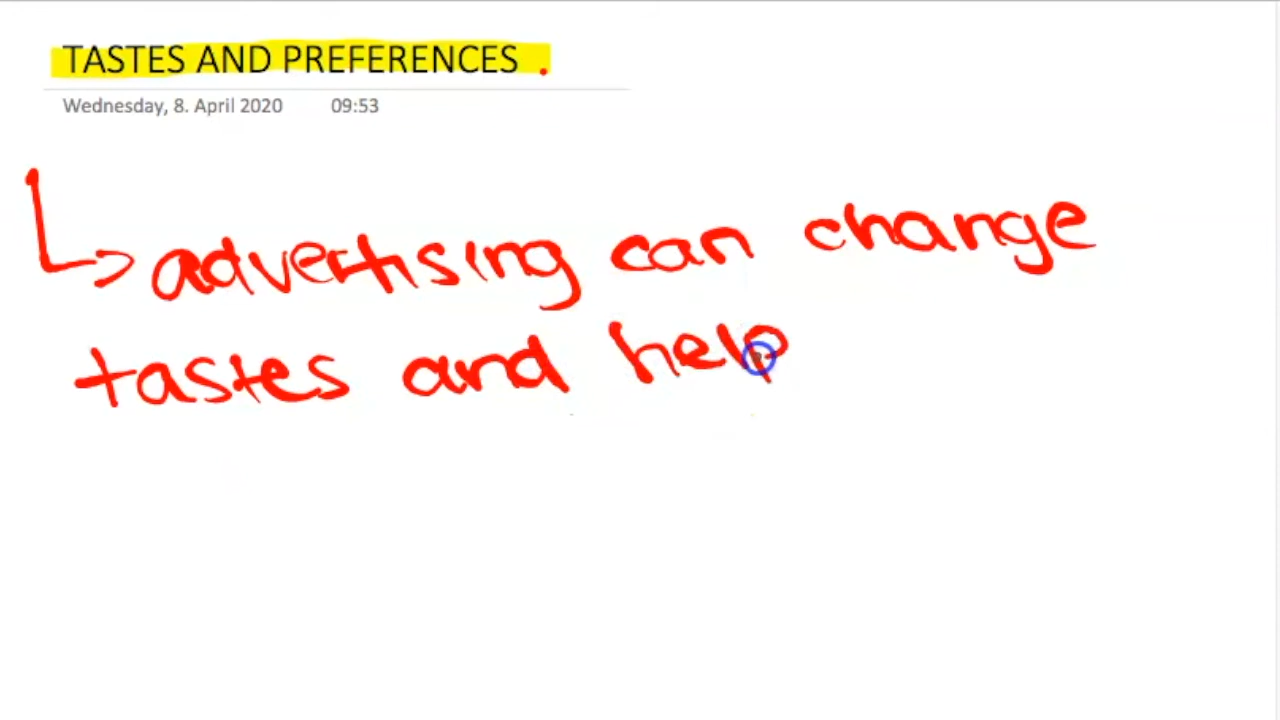 TASTES AND PREFERENCES .
Wednesday, 8. April 2020 09:53
advertising can change
tastes and help